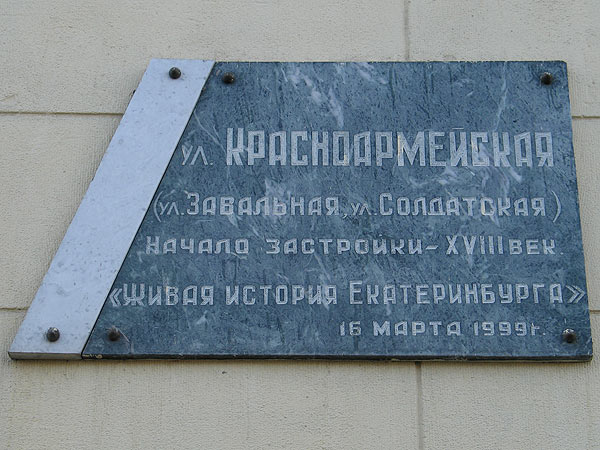 ул. Красноармейская
(ул. Завальная, ул. Солдатская)
Начало застройки – XVIII век.
«Живая история Екатеринбурга»
16 марта 1999г.